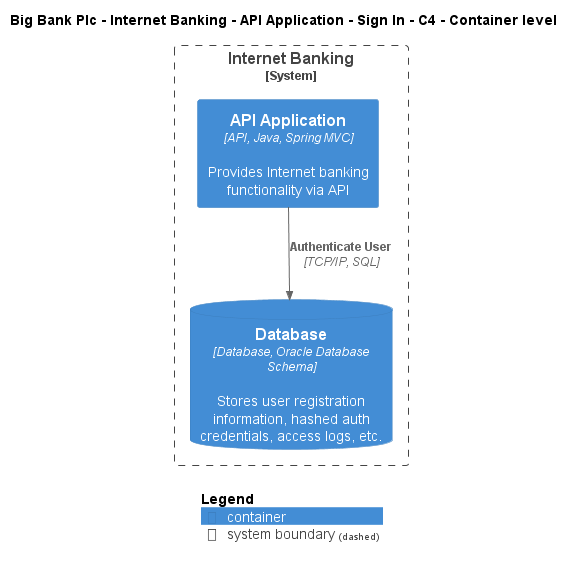 Big Bank Plc - Internet Banking - API Application - Sign In - C4 - Container level
Internet Banking
[System]
API Application
[API, Java, Spring MVC]
Provides Internet banking
functionality via API
Authenticate User
[TCP/IP, SQL]
Database
[Database, Oracle Database
Schema]
Stores user registration
information, hashed auth
credentials, access logs, etc.
Legend
container
system boundary (dashed)